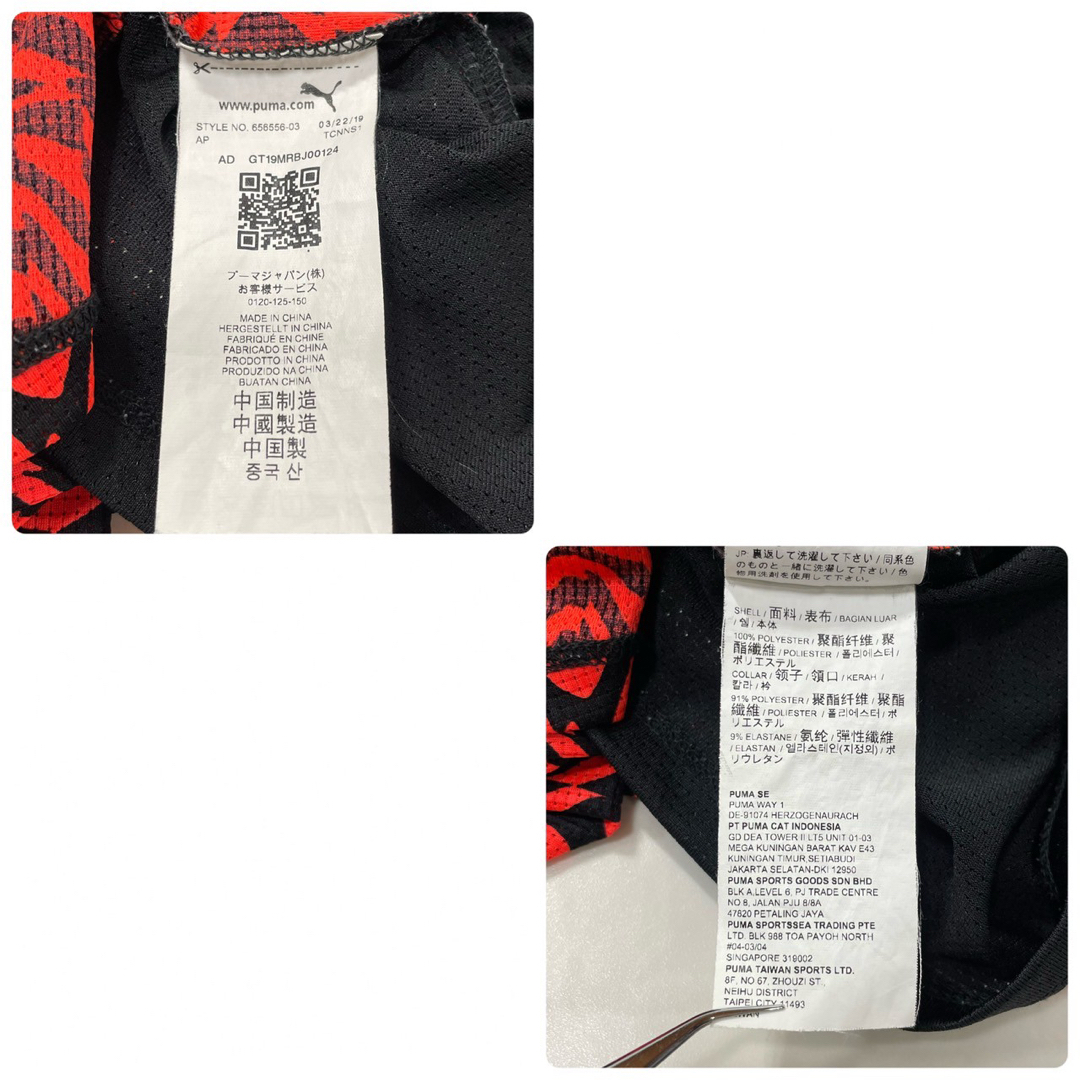 www.puma.com
STYLE NO. 656556-03 03/22/19
AP TCNNS1
AD GT19MRBJ00124
プーマジャパン(株)
お客様サービス
0120-125-150
MADE IN CHINA
HERGESTELLT IN CHINA
FABRIQUÉ EN CHINE
FABRICADO EN CHINA
PRODOTTO IN CHINA
PRODUZIDO NA CHINA
BUATAN CHINA
中国制造
中國製造
中国製
중국 산
JP: 裏返して洗濯して下さい / 同系色
のものと一緒に洗濯して下さい / 色
物用洗剤を使用して下さい。
SHELL / 面料 / 表布 / BAGIAN LUAR
/ 쉘 / 本体
100% POLYESTER / 聚酯纤维 / 聚
酯纖維 / POLIESTER / 폴리에스터 /
ポリエステル
COLLAR / 领子 / 領口 / KERAH /
칼라 / 衿
91% POLYESTER / 聚酯纤维 / 聚酯
纖維 / POLIESTER / 폴리에스터 / ポ
リエステル
9% ELASTANE / 氨纶 / 彈性纖維
/ ELASTAN / 엘라스테인(지정외) / ポ
リウレタン
PUMA SE
PUMA WAY 1
DE-91074 HERZOGENAURACH
PT PUMA CAT INDONESIA
GD DEA TOWER II LT5 UNIT 01-03
MEGA KUNINGAN BARAT KAV E43
KUNINGAN TIMUR,SETIABUDI
JAKARTA SELATAN-DKI 12950
PUMA SPORTS GOODS SDN BHD
BLK A,LEVEL 6, PJ TRADE CENTRE
NO 8, JALAN PJU 8/8A
47820 PETALING JAYA
PUMA SPORTSSEA TRADING PTE
LTD. BLK 988 TOA PAYOH NORTH
#04-03/04
SINGAPORE 319002
PUMA TAIWAN SPORTS LTD.
8F, NO 67, ZHOUZI ST.,
NEIHU DISTRICT
TAIPEI CITY 11493